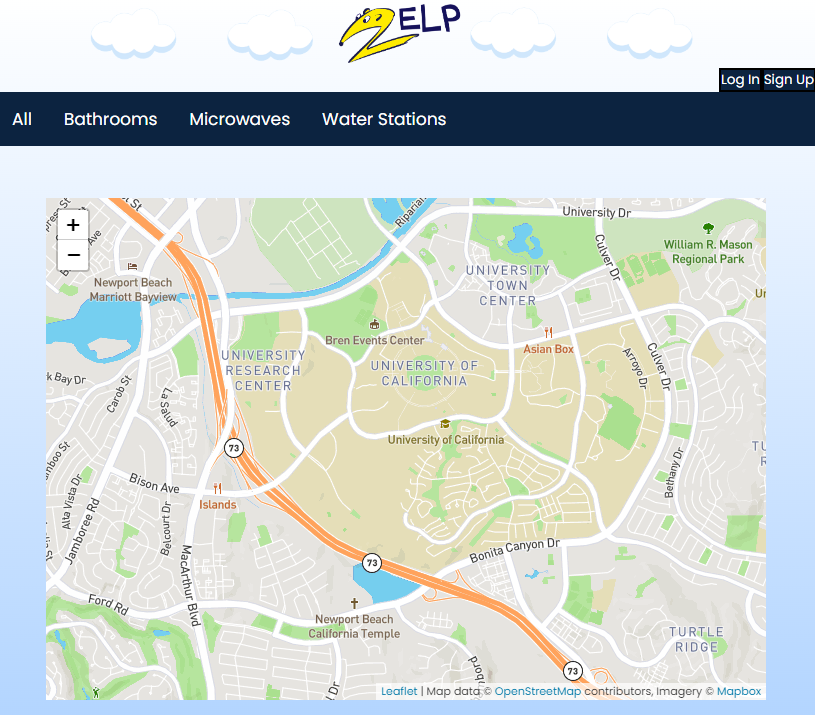 ZELP
Log In Sign Up
All Bathrooms Microwaves Water Stations
+
−
University Dr
Culver Dr
William R. Mason
Regional Park
Newport Beach
Marriott Bayview
UNIVERSITY
TOWN
CENTER
Bren Events Center
Asian Box
UNIVERSITY
RESEARCH
CENTER
UNIVERSITY OF
CALIFORNIA
Arroyo Dr
Culver Dr
k Bay Dr
Carob St
La Salud
University of California
73
Bethany Dr
Bison Ave
Islands
Alta Vista Dr
Jamboree Rd
Belcourt Dr
MacArthur Blvd
Bonita Canyon Dr
73
Ford Rd
Newport Beach
California Temple
TURTLE
RIDGE
73
Leaflet | Map data © OpenStreetMap contributors, Imagery © Mapbox